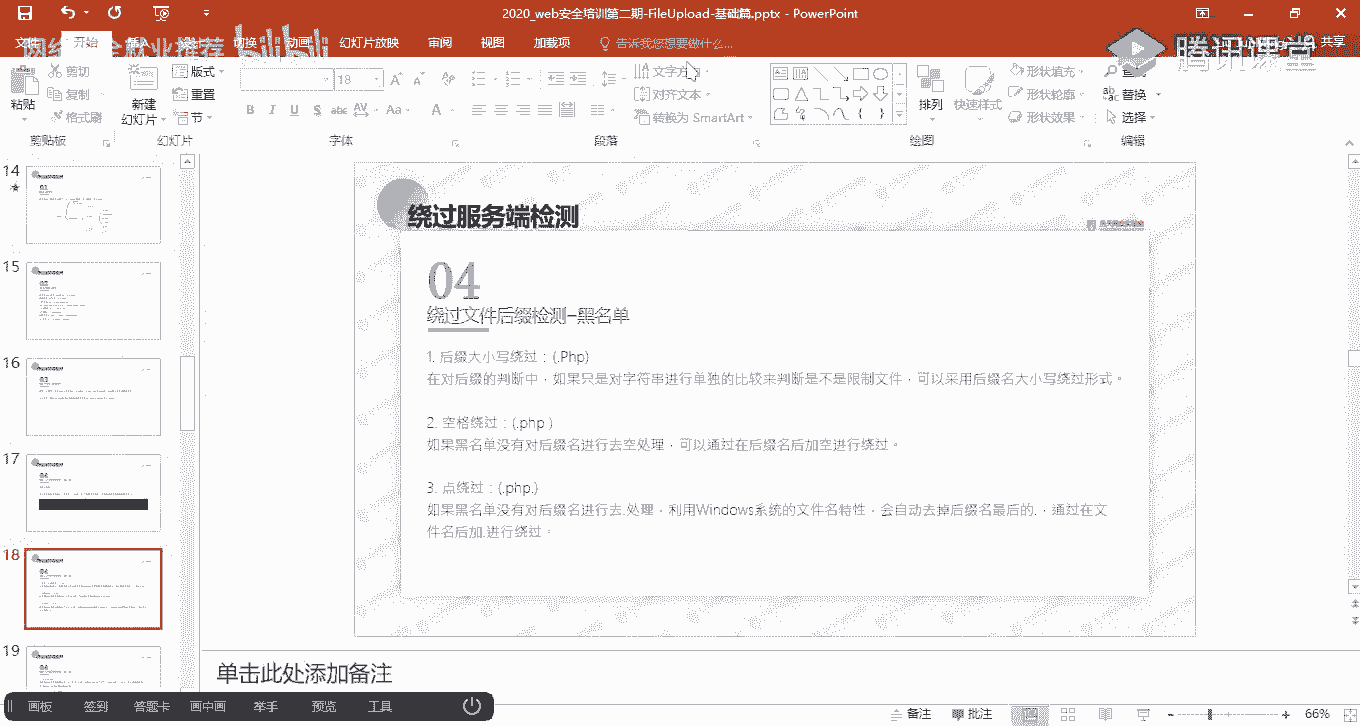 2020_web安全培训第二期-FileUpload-基础篇.pptx - PowerPoint
文件 开始 插入 设计 切换 动画 幻灯片放映 审阅 视图 加载项 告诉我您想要做什么... 共享
bilibili
腾讯课堂
剪切 版式 18 文字方 形状填充
粘贴 复制 新建 重置 对齐文本 排列 快速样式 形状轮廓 替换
格式刷 幻灯片 节 转换为 SmartArt 形状效果 选择
剪贴板 幻灯片 字体 段落 绘图 编辑
14
15
16
17
18
19
绕过服务端检测
04
绕过文件后缀检测-黑名单
1. 后缀大小写绕过：(.Php)
在对后缀的判断中，如果只是对字符串进行单独的比较来判断是不是限制文件，可以采用后缀名大小写绕过形式。
2. 空格绕过：(.php )
如果黑名单没有对后缀名进行去空处理，可以通过在后缀名后加空进行绕过。
3. 点绕过：(.php.)
如果黑名单没有对后缀名进行去.处理，利用Windows系统的文件名特性，会自动去掉后缀名最后的.，通过在文
件名后加.进行绕过。
单击此处添加备注
画板 签到 答题卡 画中画 举手 预览 工具
备注 批注 66%